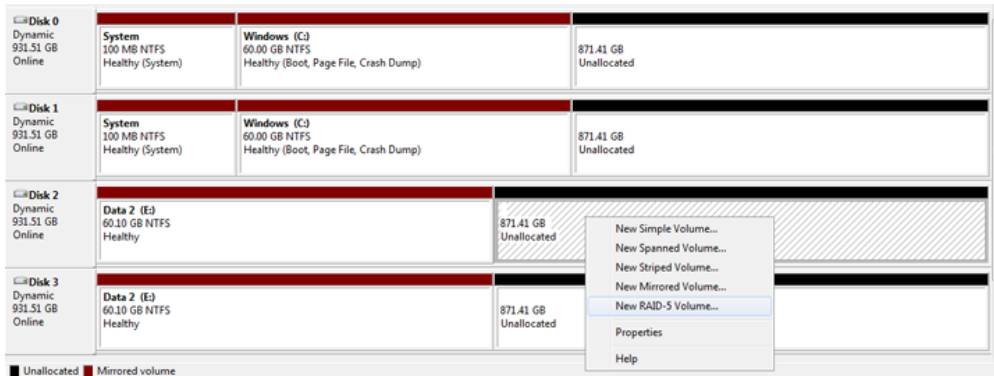 Disk 0
Dynamic
931.51 GB
Online
System
100 MB NTFS
Healthy (System)
Windows (C:)
60.00 GB NTFS
Healthy (Boot, Page File, Crash Dump)
871.41 GB
Unallocated
Disk 1
Dynamic
931.51 GB
Online
System
100 MB NTFS
Healthy (System)
Windows (C:)
60.00 GB NTFS
Healthy (Boot, Page File, Crash Dump)
871.41 GB
Unallocated
Disk 2
Dynamic
931.51 GB
Online
Data 2 (E:)
60.10 GB NTFS
Healthy
871.41 GB
Unallocated
New Simple Volume...
New Spanned Volume...
New Striped Volume...
New Mirrored Volume...
New RAID-5 Volume...
Properties
Help
Disk 3
Dynamic
931.51 GB
Online
Data 2 (E:)
60.10 GB NTFS
Healthy
871.41 GB
Unallocated
Unallocated Mirrored volume